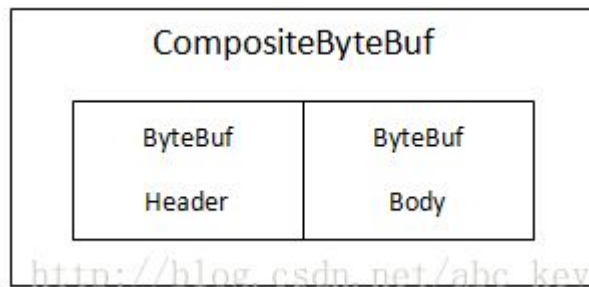 CompositeByteBuf
ByteBuf
Header
ByteBuf
Body
http://blog.csdn.net/abc_key